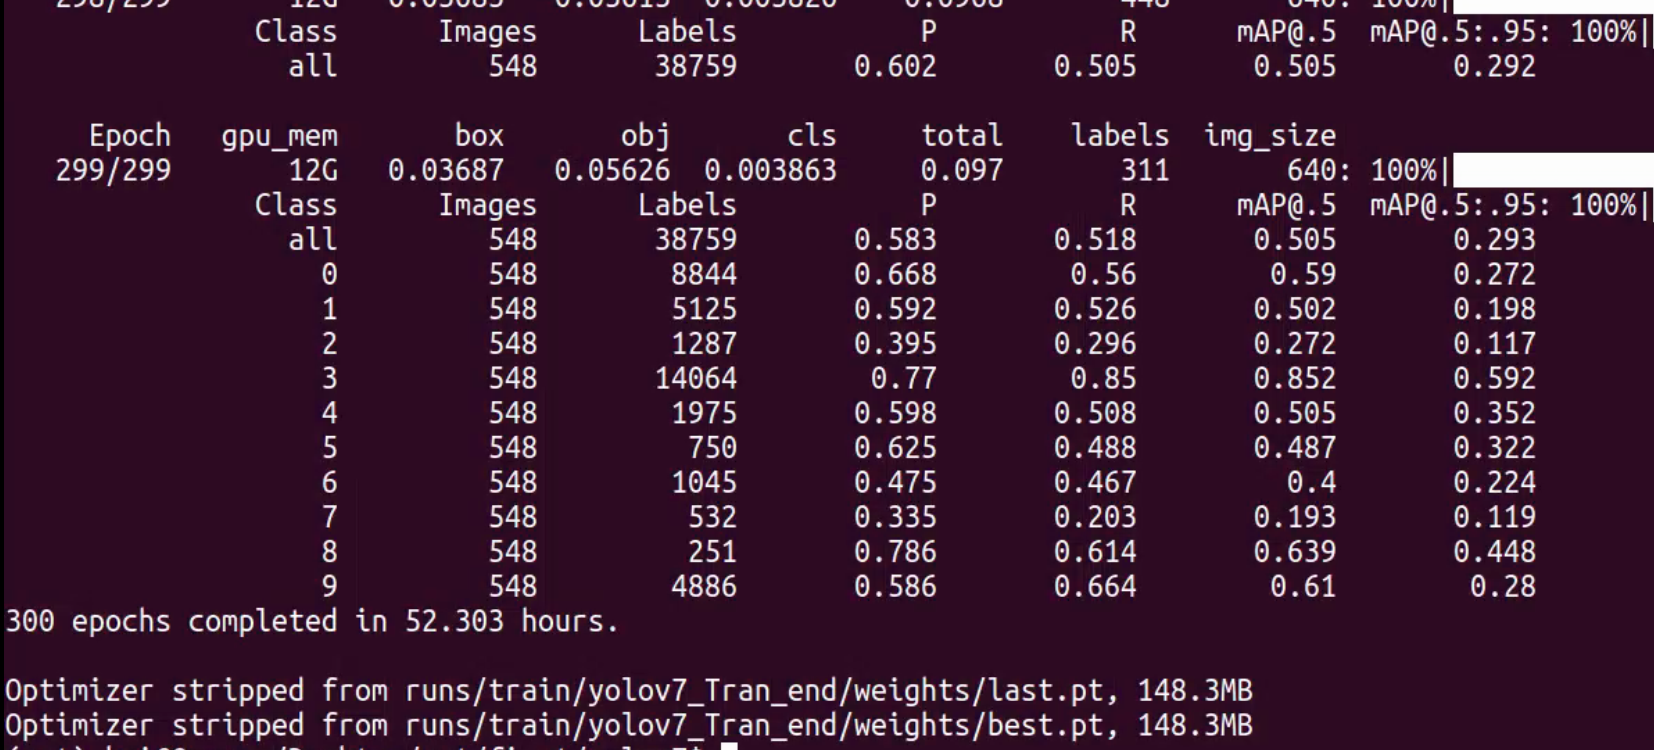 298/299 12G 640: 100%|
Class Images Labels P R mAP@.5 mAP@.5:.95: 100%|
all 548 38759 0.602 0.505 0.505 0.292
Epoch gpu_mem box obj cls total labels img_size
299/299 12G 0.03687 0.05626 0.003863 0.097 311 640: 100%|
Class Images Labels P R mAP@.5 mAP@.5:.95: 100%|
all 548 38759 0.583 0.518 0.505 0.293
0 548 8844 0.668 0.56 0.59 0.272
1 548 5125 0.592 0.526 0.502 0.198
2 548 1287 0.395 0.296 0.272 0.117
3 548 14064 0.77 0.85 0.852 0.592
4 548 1975 0.598 0.508 0.505 0.352
5 548 750 0.625 0.488 0.487 0.322
6 548 1045 0.475 0.467 0.4 0.224
7 548 532 0.335 0.203 0.193 0.119
8 548 251 0.786 0.614 0.639 0.448
9 548 4886 0.586 0.664 0.61 0.28
300 epochs completed in 52.303 hours.
Optimizer stripped from runs/train/yolov7_Tran_end/weights/last.pt, 148.3MB
Optimizer stripped from runs/train/yolov7_Tran_end/weights/best.pt, 148.3MB